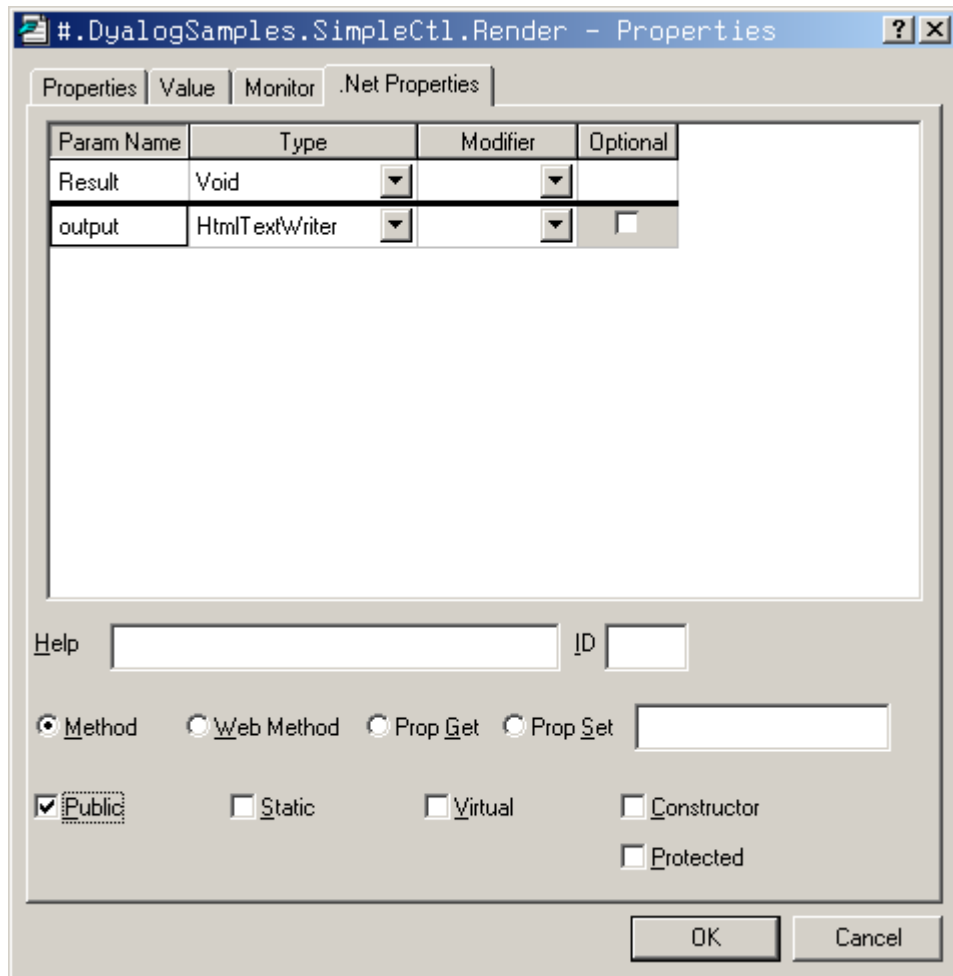 #.DyalogSamples.SimpleCtl.Render - Properties
Properties Value Monitor .Net Properties
Param Name Type Modifier Optional
Result Void
output HtmlTextWriter
Help ID
Method Web Method Prop Get Prop Set
Public Static Virtual Constructor
Protected
OK Cancel